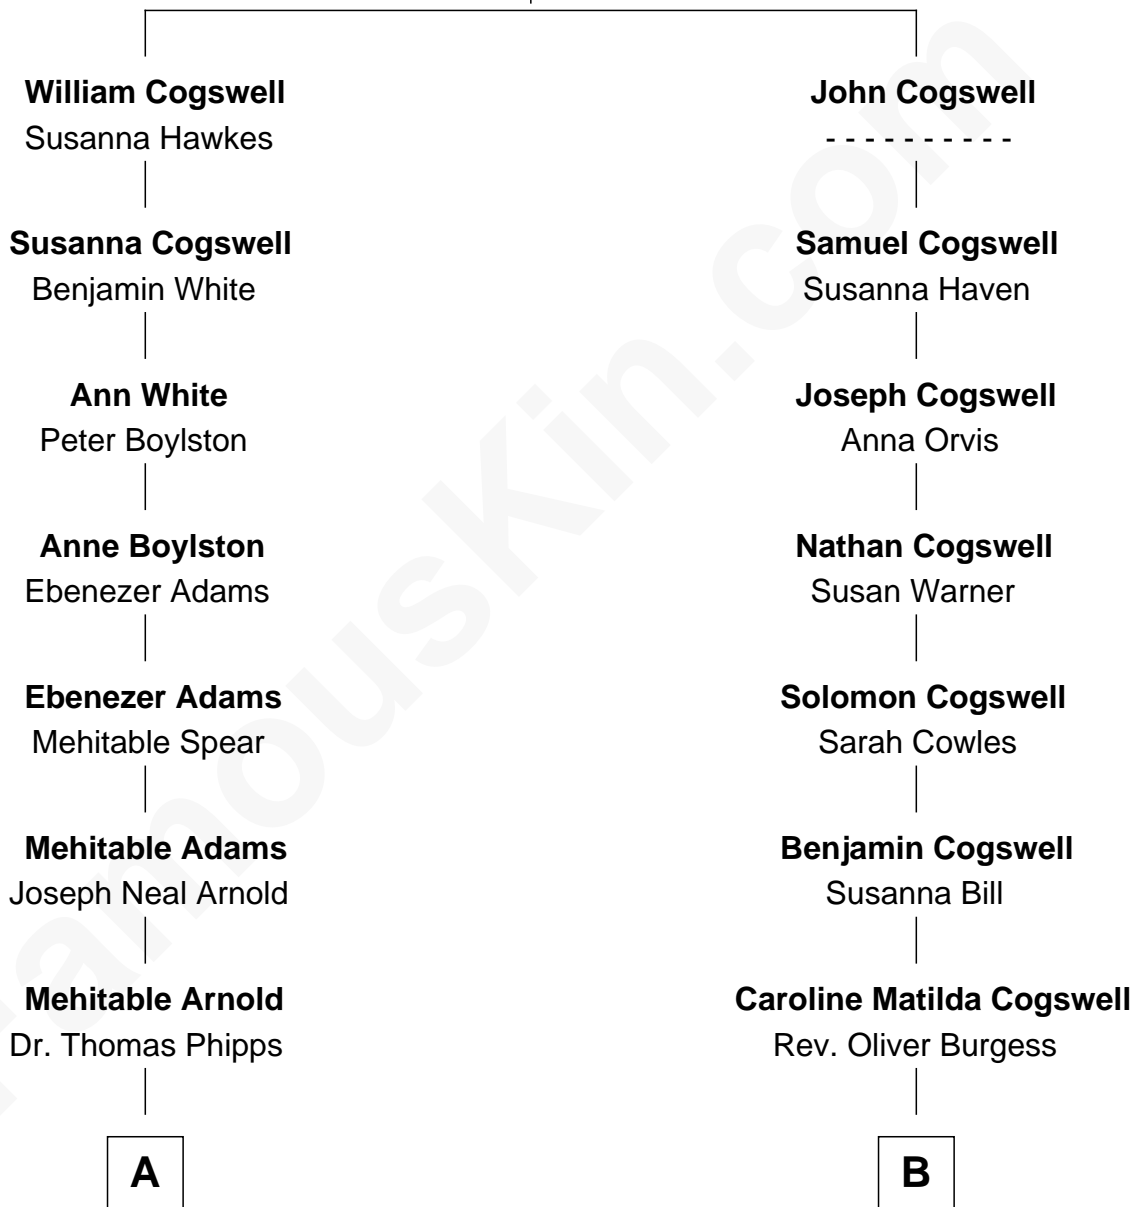 William Cogswell
Susanna Hawkes
Susanna Cogswell
Benjamin White
Ann White
Peter Boylston
Anne Boylston
Ebenezer Adams
Ebenezer Adams
Mehitable Spear
Mehitable Adams
Joseph Neal Arnold
Mehitable Arnold
Dr. Thomas Phipps
A
John Cogswell
- - - - - - - - - -
Samuel Cogswell
Susanna Haven
Joseph Cogswell
Anna Orvis
Nathan Cogswell
Susan Warner
Solomon Cogswell
Sarah Cowles
Benjamin Cogswell
Susanna Bill
Caroline Matilda Cogswell
Rev. Oliver Burgess
B
FamousKin.com